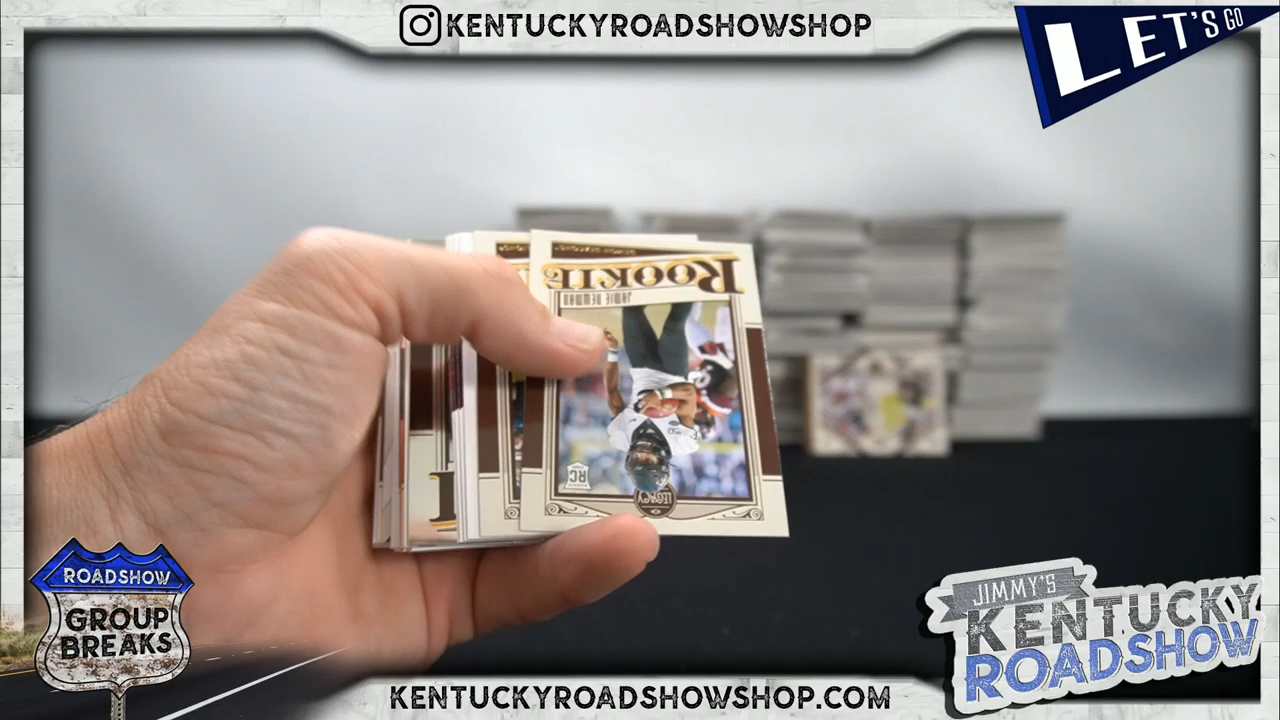 KENTUCKYROADSHOWSHOP
LET'S GO
ROOKIE
JAMIE NEWMAN
RC
LEGACY
ROADSHOW
GROUP
BREAKS
JIMMY'S
KENTUCKY
ROADSHOW
KENTUCKYROADSHOWSHOP.COM